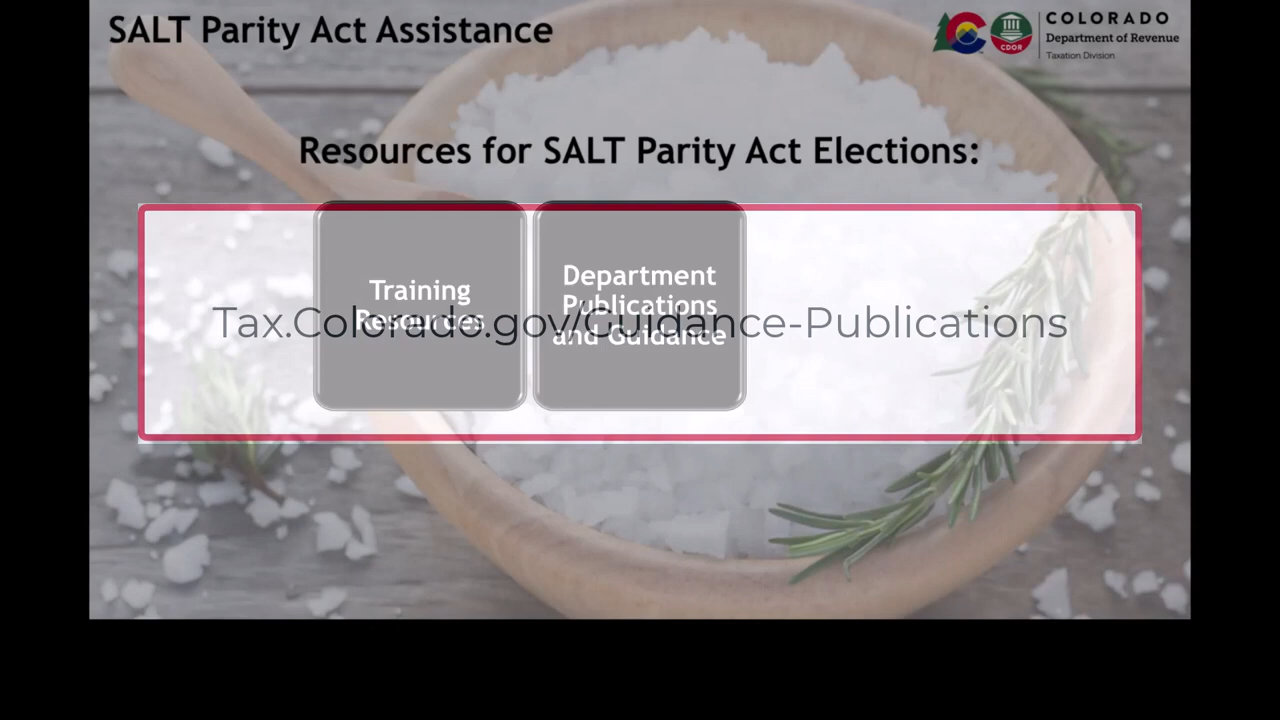 SALT Parity Act Assistance
COLORADO
Department of Revenue
Taxation Division
CDOR
Resources for SALT Parity Act Elections:
Training
Resources
Department
Publications
and Guidance
Tax.Colorado.gov/Guidance-Publications